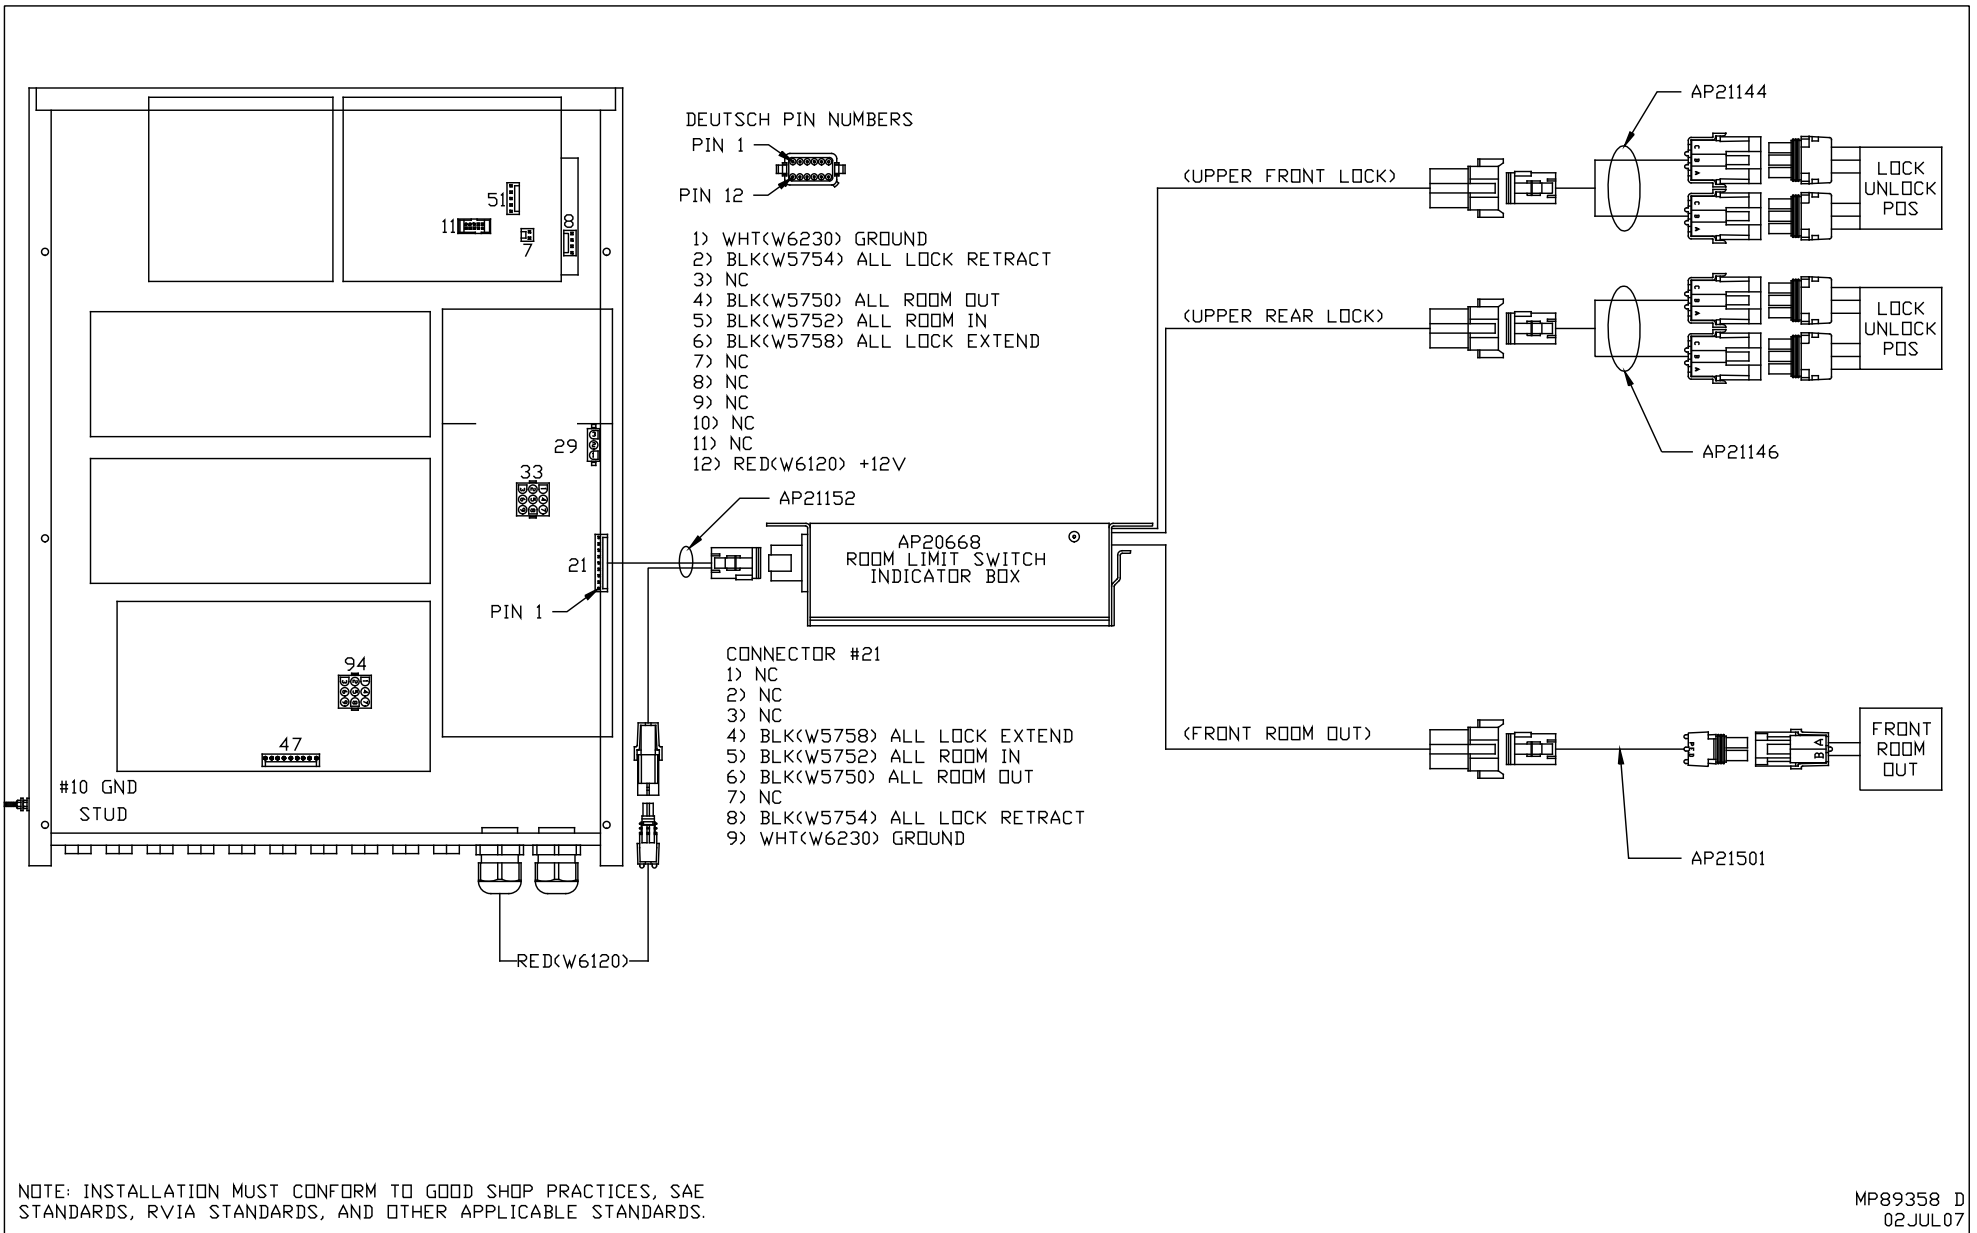 DEUTSCH PIN NUMBERS
PIN 1
PIN 12
1) WHT(W6230) GROUND
2) BLK(W5754) ALL LOCK RETRACT
3) NC
4) BLK(W5750) ALL ROOM OUT
5) BLK(W5752) ALL ROOM IN
6) BLK(W5758) ALL LOCK EXTEND
7) NC
8) NC
9) NC
10) NC
11) NC
12) RED(W6120) +12V
51
11
7
8
29
33
21
PIN 1
94
47
#10 GND
STUD
RED(W6120)
AP21152
AP20668
ROOM LIMIT SWITCH
INDICATOR BOX
CONNECTOR #21
1) NC
2) NC
3) NC
4) BLK(W5758) ALL LOCK EXTEND
5) BLK(W5752) ALL ROOM IN
6) BLK(W5750) ALL ROOM OUT
7) NC
8) BLK(W5754) ALL LOCK RETRACT
9) WHT(W6230) GROUND
(UPPER FRONT LOCK)
AP21144
C B A
C B A
LOCK
UNLOCK
POS
(UPPER REAR LOCK)
AP21146
C B A
C B A
LOCK
UNLOCK
POS
(FRONT ROOM OUT)
AP21501
B A
FRONT
ROOM
OUT
NOTE: INSTALLATION MUST CONFORM TO GOOD SHOP PRACTICES, SAE
STANDARDS, RVIA STANDARDS, AND OTHER APPLICABLE STANDARDS.
MP89358 D
02JUL07